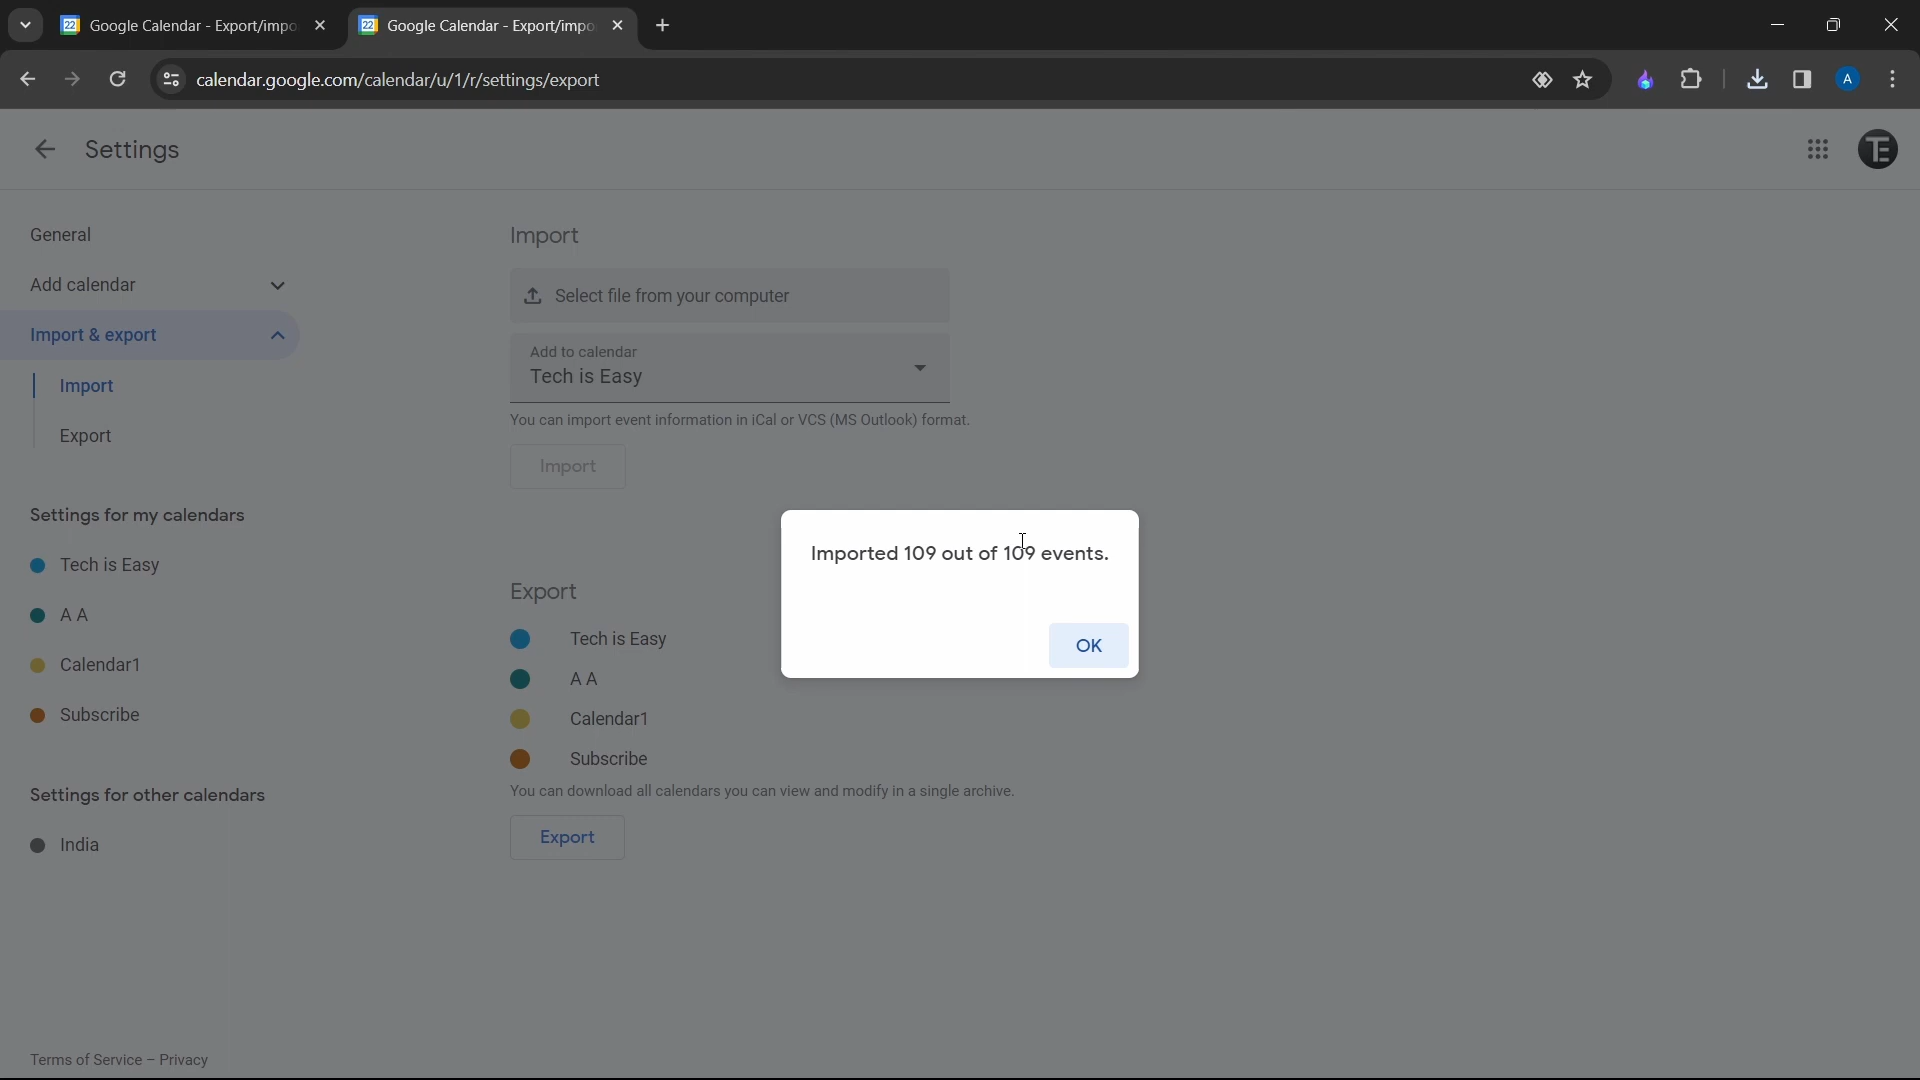 22 Google Calendar - Export/impo
22 Google Calendar - Export/impo
calendar.google.com/calendar/u/1/r/settings/export
A
Settings
TE
General
Add calendar
Import & export
Import
Export
Settings for my calendars
Tech is Easy
A A
Calendar1
Subscribe
Settings for other calendars
India
Terms of Service – Privacy
Import
Select file from your computer
Add to calendar
Tech is Easy
You can import event information in iCal or VCS (MS Outlook) format.
Import
Export
Tech is Easy
A A
Calendar1
Subscribe
You can download all calendars you can view and modify in a single archive.
Export
Imported 109 out of 109 events.
OK